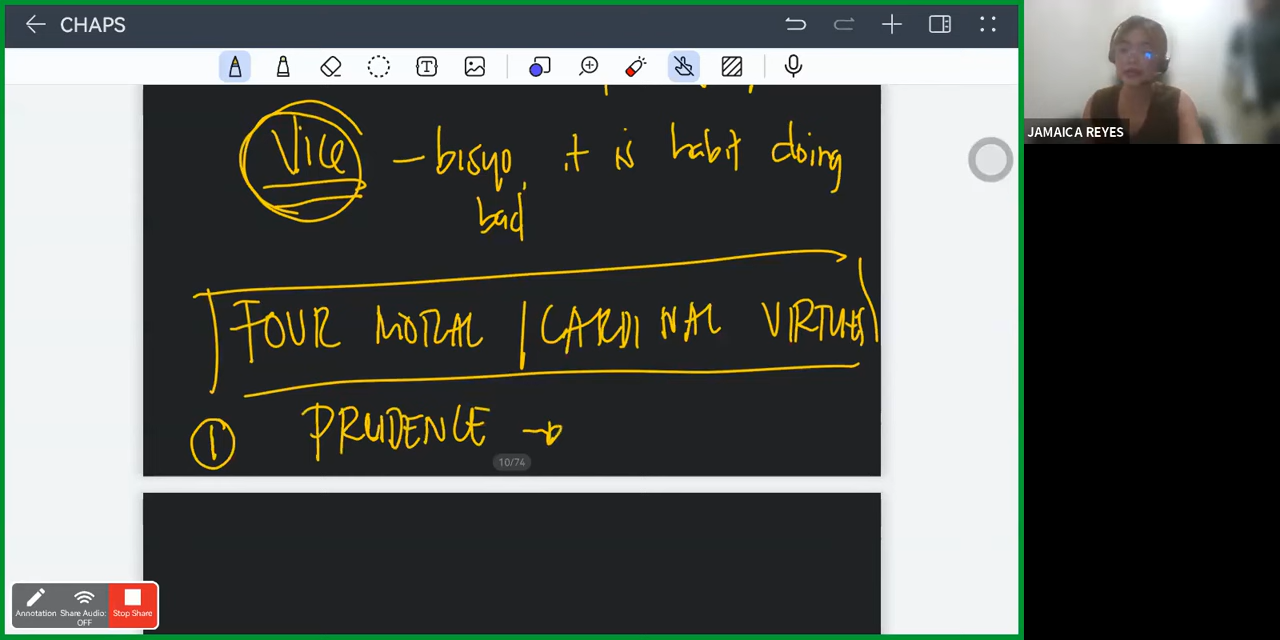 CHAPS
JAMAICA REYES
Vice – bisyo, it is habit doing
bad
FOUR MORAL / CARDINAL VIRTUES
1 PRUDENCE →
10/74
Annotation
Share Audio:
OFF
Stop Share